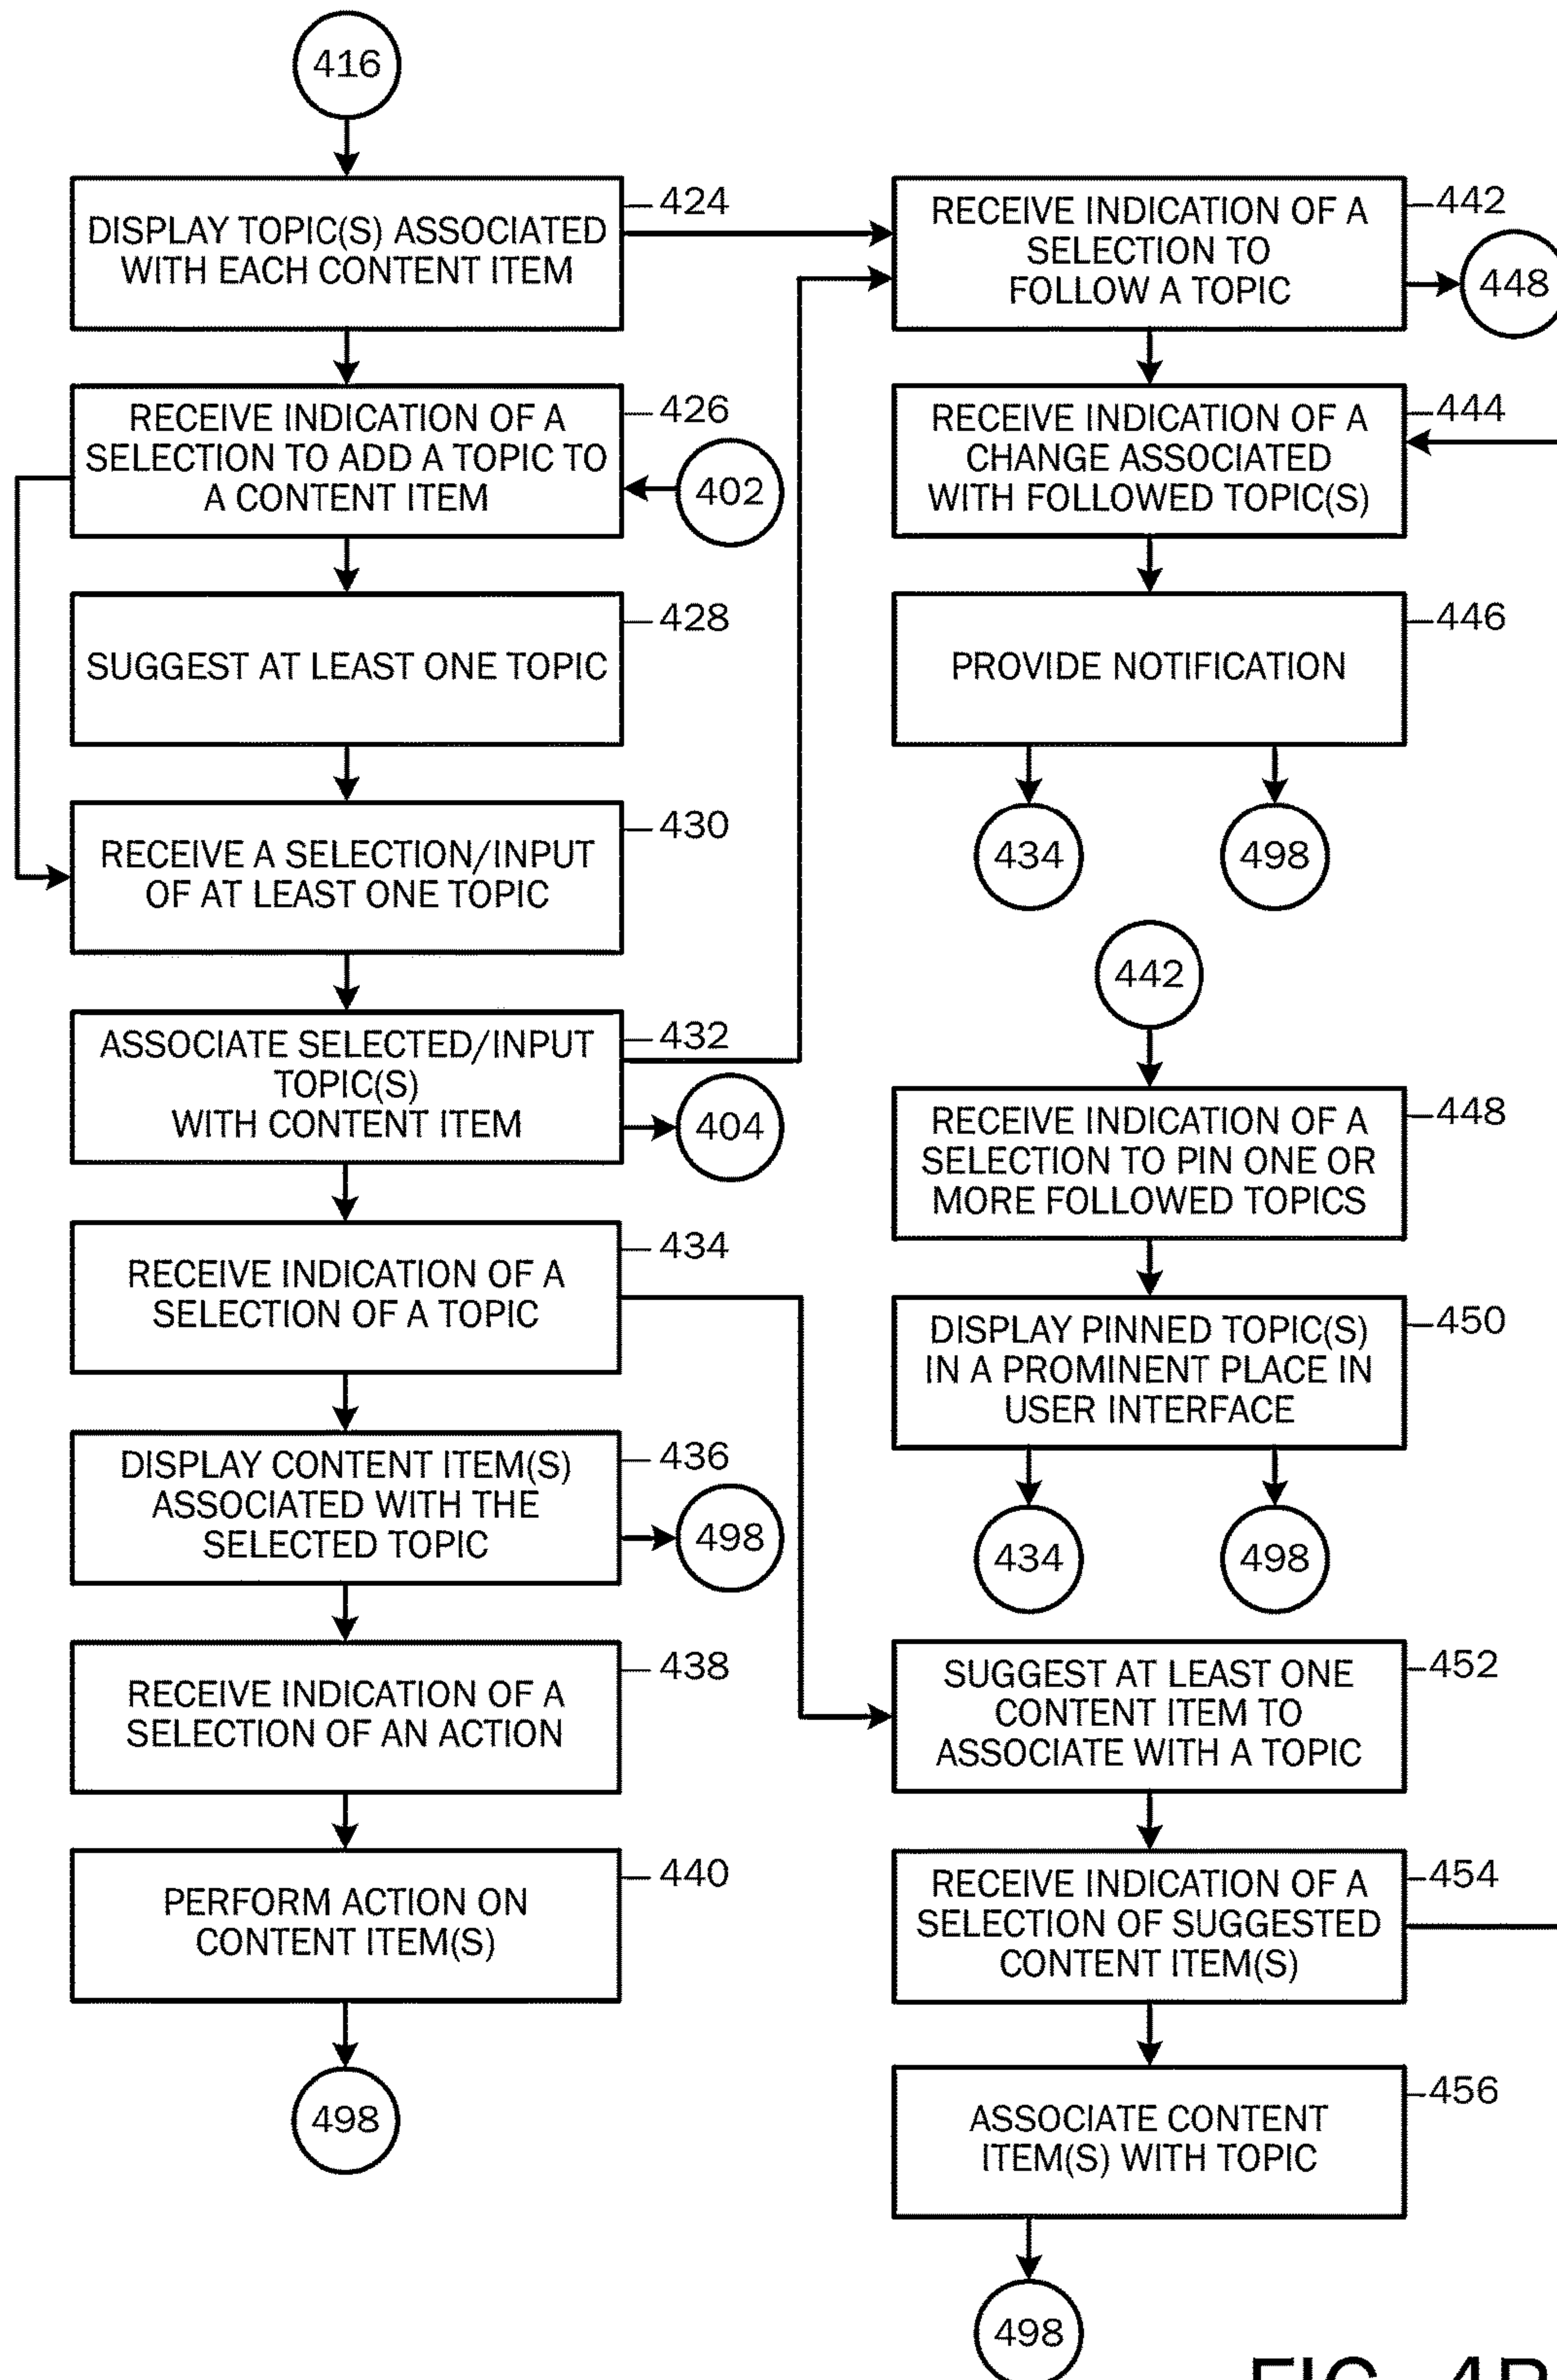 416
DISPLAY TOPIC(S) ASSOCIATED
WITH EACH CONTENT ITEM
424
RECEIVE INDICATION OF A
SELECTION TO ADD A TOPIC TO
A CONTENT ITEM
426
402
SUGGEST AT LEAST ONE TOPIC
428
RECEIVE A SELECTION/INPUT
OF AT LEAST ONE TOPIC
430
ASSOCIATE SELECTED/INPUT
TOPIC(S)
WITH CONTENT ITEM
432
404
RECEIVE INDICATION OF A
SELECTION OF A TOPIC
434
DISPLAY CONTENT ITEM(S)
ASSOCIATED WITH THE
SELECTED TOPIC
436
498
RECEIVE INDICATION OF A
SELECTION OF AN ACTION
438
PERFORM ACTION ON
CONTENT ITEM(S)
440
498
RECEIVE INDICATION OF A
SELECTION TO
FOLLOW A TOPIC
442
448
RECEIVE INDICATION OF A
CHANGE ASSOCIATED
WITH FOLLOWED TOPIC(S)
444
PROVIDE NOTIFICATION
446
434
498
442
RECEIVE INDICATION OF A
SELECTION TO PIN ONE OR
MORE FOLLOWED TOPICS
448
DISPLAY PINNED TOPIC(S)
IN A PROMINENT PLACE IN
USER INTERFACE
450
434
498
SUGGEST AT LEAST ONE
CONTENT ITEM TO
ASSOCIATE WITH A TOPIC
452
RECEIVE INDICATION OF A
SELECTION OF SUGGESTED
CONTENT ITEM(S)
454
ASSOCIATE CONTENT
ITEM(S) WITH TOPIC
456
498